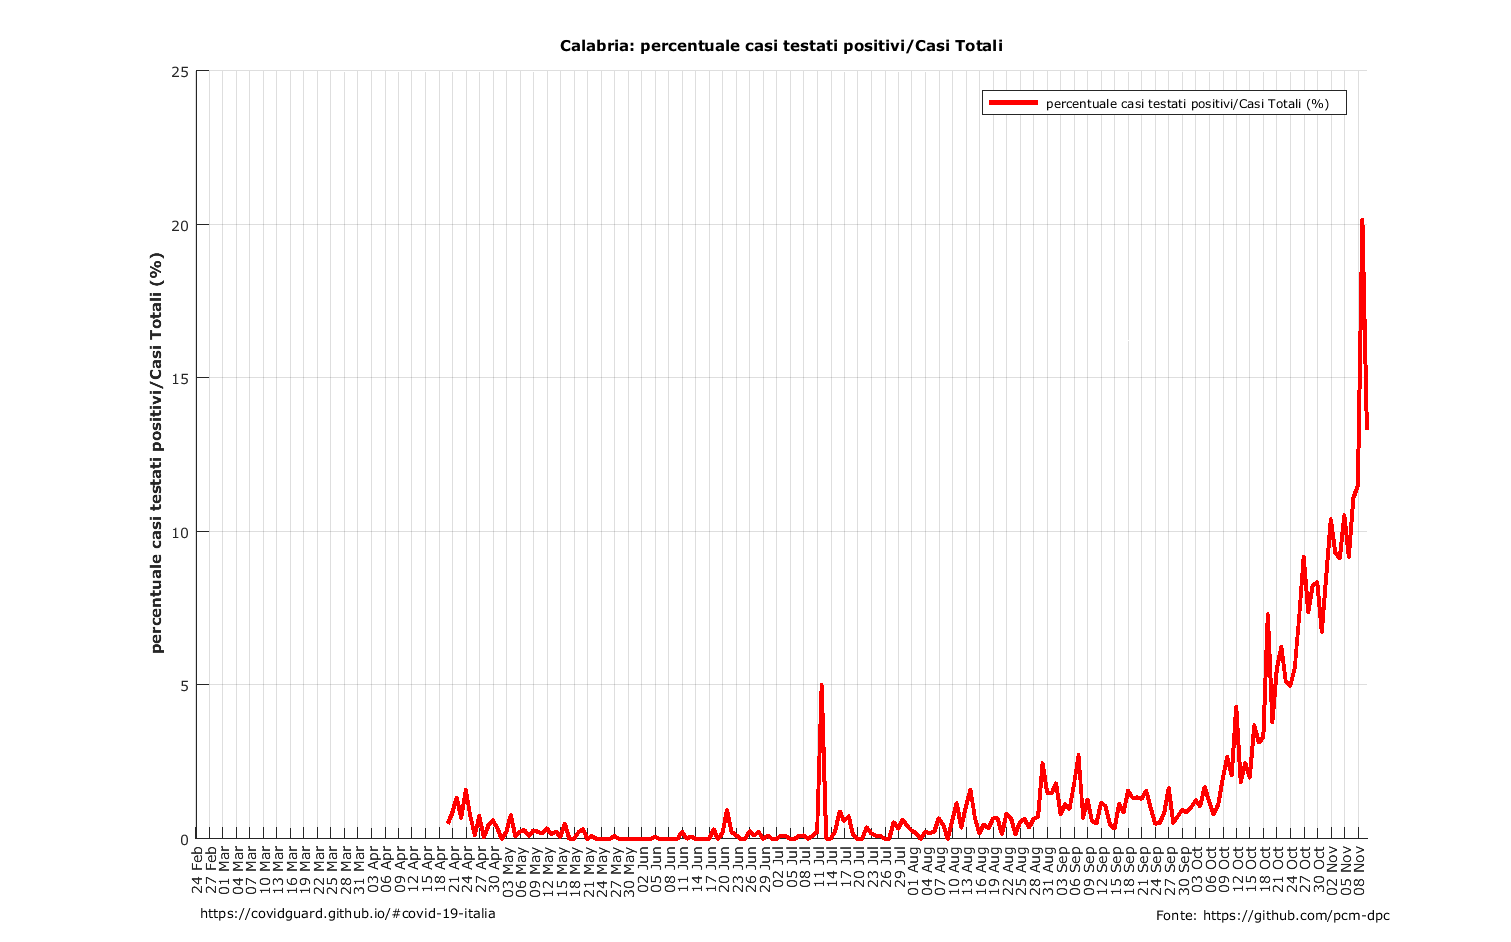 Calabria: percentuale casi testati positivi/Casi Totali
percentuale casi testati positivi/Casi Totali (%)
percentuale casi testati positivi/Casi Totali (%)
25
20
15
10
5
0
24 Feb
27 Feb
01 Mar
04 Mar
07 Mar
10 Mar
13 Mar
16 Mar
19 Mar
22 Mar
25 Mar
28 Mar
31 Mar
03 Apr
06 Apr
09 Apr
12 Apr
15 Apr
18 Apr
21 Apr
24 Apr
27 Apr
30 Apr
03 May
06 May
09 May
12 May
15 May
18 May
21 May
24 May
27 May
30 May
02 Jun
05 Jun
08 Jun
11 Jun
14 Jun
17 Jun
20 Jun
23 Jun
26 Jun
29 Jun
02 Jul
05 Jul
08 Jul
11 Jul
14 Jul
17 Jul
20 Jul
23 Jul
26 Jul
29 Jul
01 Aug
04 Aug
07 Aug
10 Aug
13 Aug
16 Aug
19 Aug
22 Aug
25 Aug
28 Aug
31 Aug
03 Sep
06 Sep
09 Sep
12 Sep
15 Sep
18 Sep
21 Sep
24 Sep
27 Sep
30 Sep
03 Oct
06 Oct
09 Oct
12 Oct
15 Oct
18 Oct
21 Oct
24 Oct
27 Oct
30 Oct
02 Nov
05 Nov
08 Nov
https://covidguard.github.io/#covid-19-italia
Fonte: https://github.com/pcm-dpc